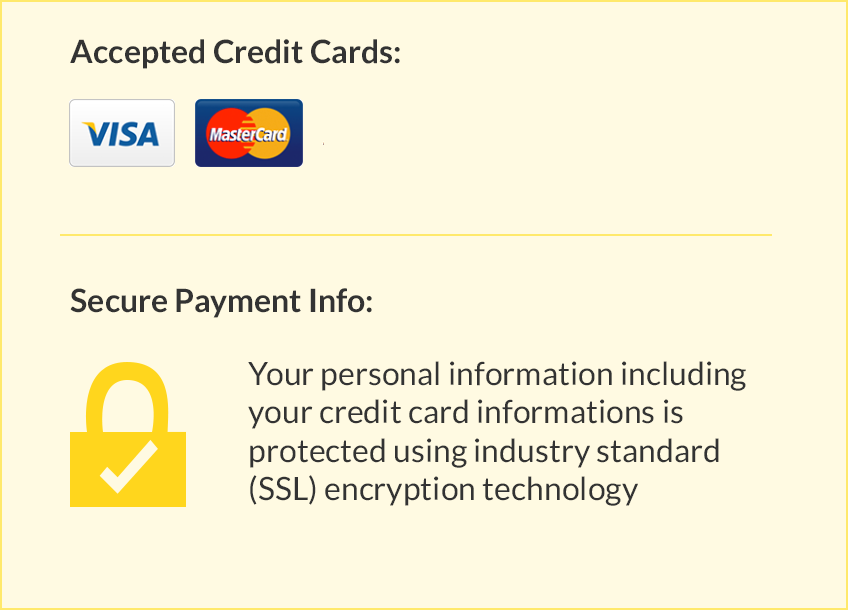 Accepted Credit Cards:
VISA MasterCard
Secure Payment Info:
Your personal information including
your credit card informations is
protected using industry standard
(SSL) encryption technology